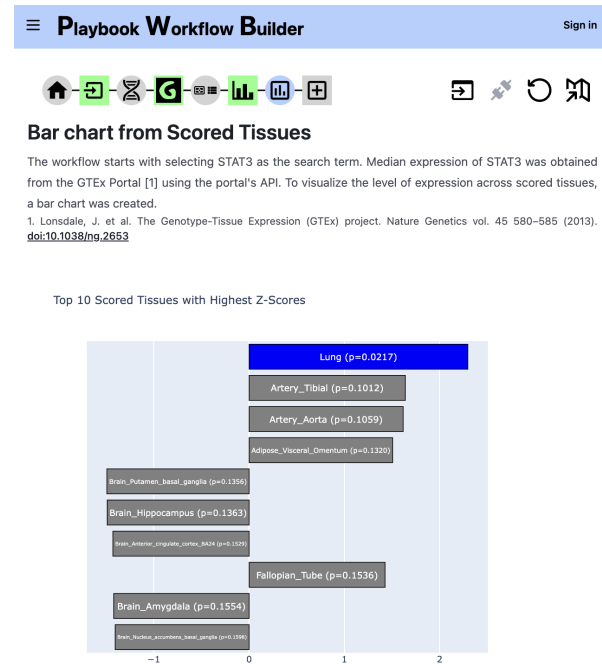 Playbook Workflow Builder
Sign in
G
Bar chart from Scored Tissues
The workflow starts with selecting STAT3 as the search term. Median expression of STAT3 was obtained
from the GTEx Portal [1] using the portal's API. To visualize the level of expression across scored tissues,
a bar chart was created.
1. Lonsdale, J. et al. The Genotype-Tissue Expression (GTEx) project. Nature Genetics vol. 45 580–585 (2013).
doi:10.1038/ng.2653
Top 10 Scored Tissues with Highest Z-Scores
Lung (p=0.0217)
Artery_Tibial (p=0.1012)
Artery_Aorta (p=0.1059)
Adipose_Visceral_Omentum (p=0.1320)
Brain_Putamen_basal_ganglia (p=0.1356)
Brain_Hippocampus (p=0.1363)
Brain_Anterior_cingulate_cortex_BA24 (p=0.1529)
Fallopian_Tube (p=0.1536)
Brain_Amygdala (p=0.1554)
Brain_Nucleus_accumbens_basal_ganglia (p=0.1598)
−1 0 1 2